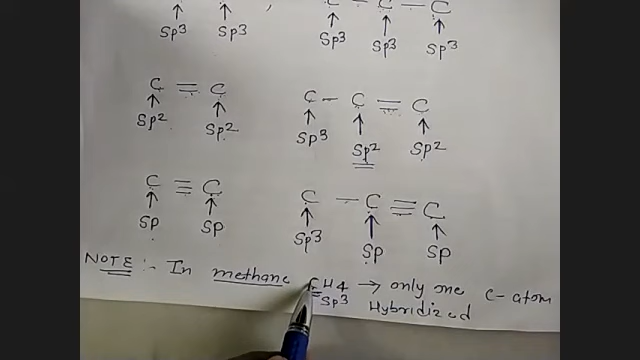 C — C — C
Sp3 Sp3 , Sp3 Sp3 Sp3
C = C C — C = C
Sp2 Sp2 Sp3 Sp2 Sp2
C ≡ C C — C ≡ C
Sp Sp Sp3 Sp Sp
NOTE :- In methane CH4 → only one C-atom
Sp3 Hybridized